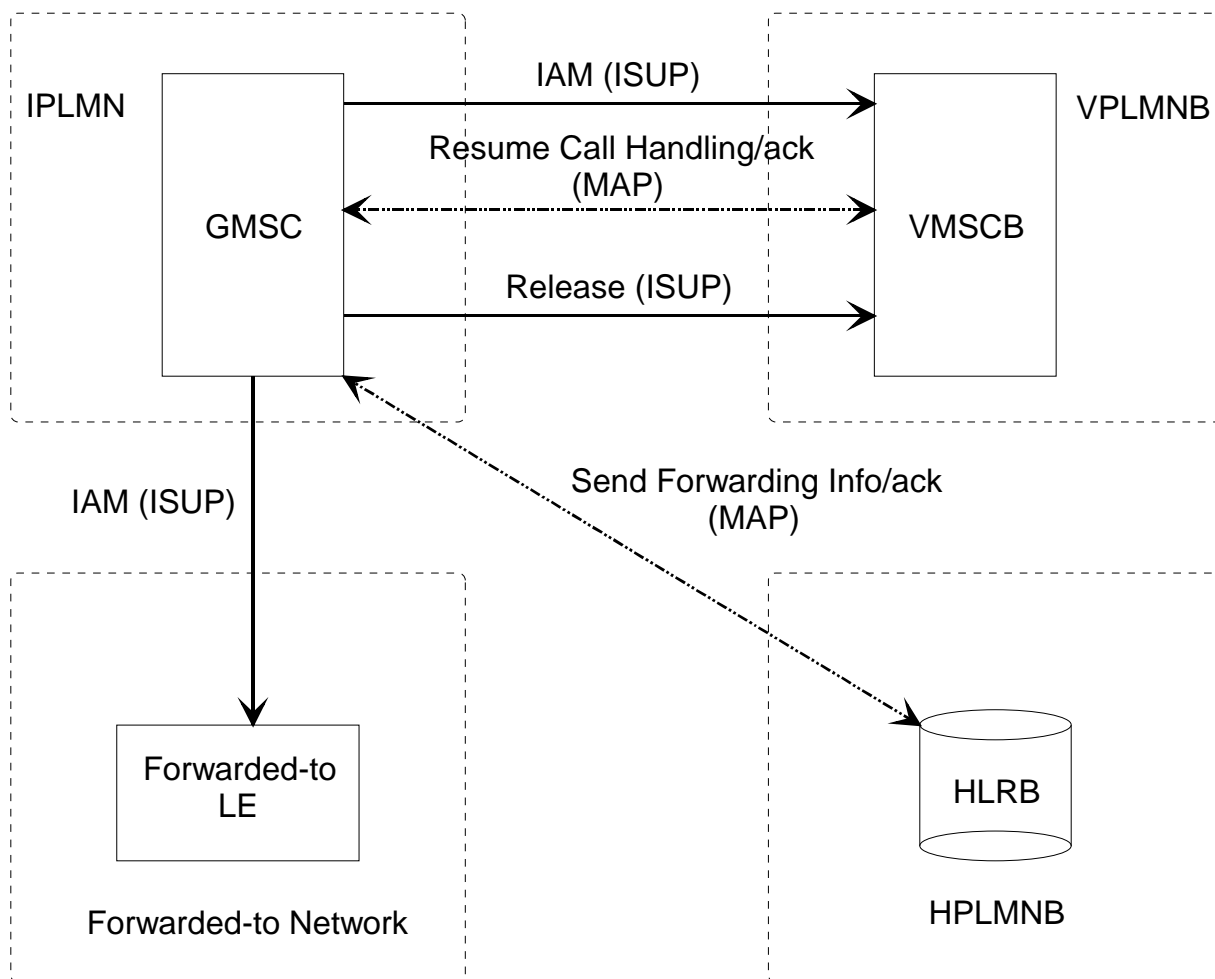 IAM (ISUP)
IPLMN
VPLMNB
Resume Call Handling/ack
(MAP)
GMSC
VMSCB
Release (ISUP)
Send Forwarding Info/ack
(MAP)
IAM (ISUP)
Forwarded-to
LE
HLRB
Forwarded-to Network
HPLMNB